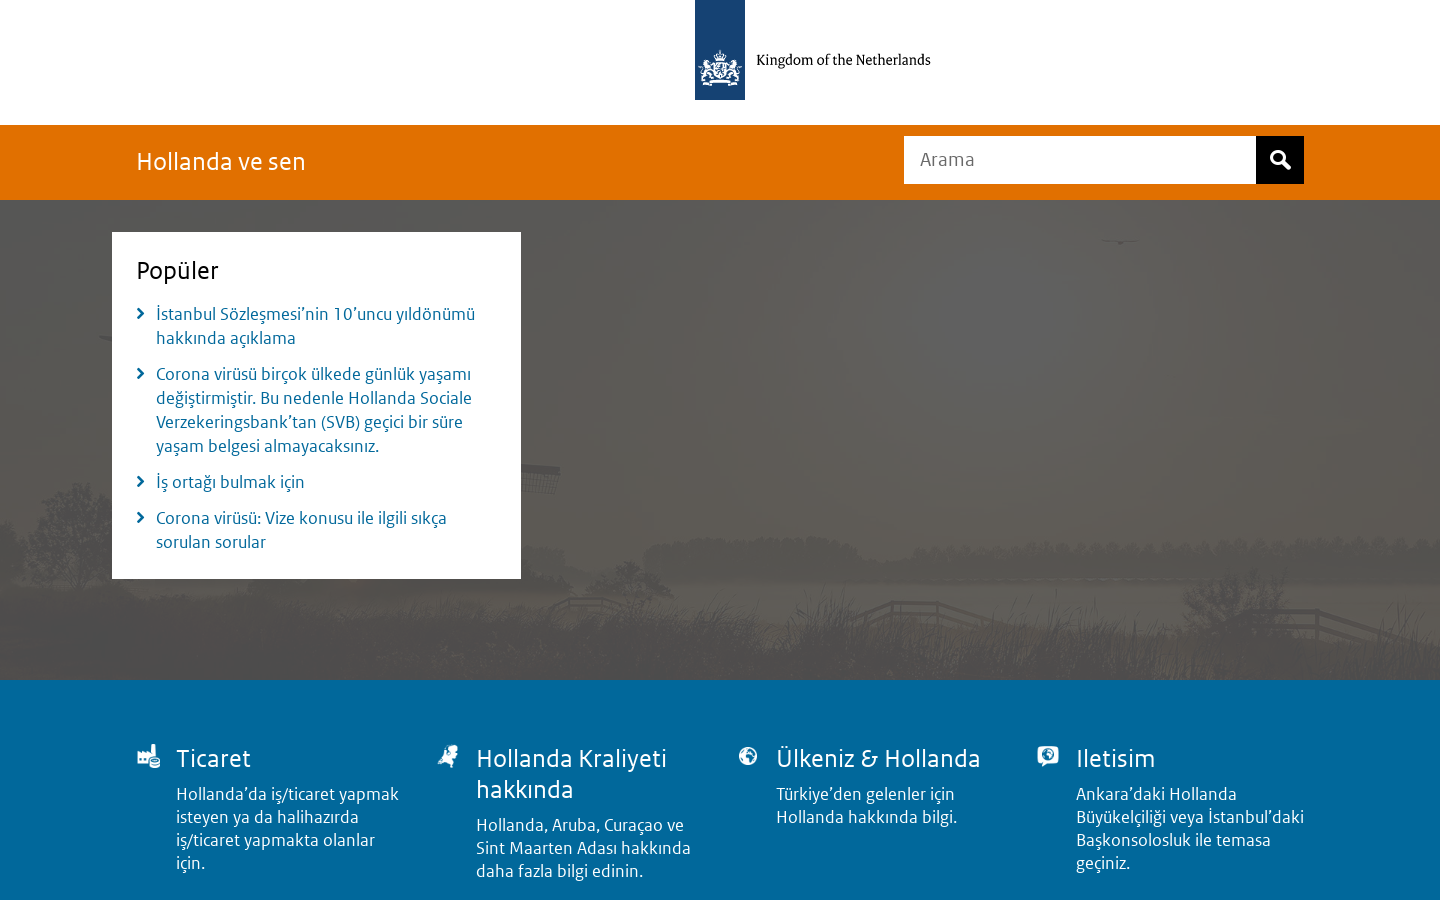 Kingdom of the Netherlands
Hollanda ve sen
Arama
Popüler
İstanbul Sözleşmesi’nin 10’uncu yıldönümü
hakkında açıklama
Corona virüsü birçok ülkede günlük yaşamı
değiştirmiştir. Bu nedenle Hollanda Sociale
Verzekeringsbank’tan (SVB) geçici bir süre
yaşam belgesi almayacaksınız.
İş ortağı bulmak için
Corona virüsü: Vize konusu ile ilgili sıkça
sorulan sorular
Ticaret
Hollanda’da iş/ticaret yapmak
isteyen ya da halihazırda
iş/ticaret yapmakta olanlar
için.
Hollanda Kraliyeti
hakkında
Hollanda, Aruba, Curaçao ve
Sint Maarten Adası hakkında
daha fazla bilgi edinin.
Ülkeniz & Hollanda
Türkiye’den gelenler için
Hollanda hakkında bilgi.
Iletisim
Ankara’daki Hollanda
Büyükelçiliği veya İstanbul’daki
Başkonsolosluk ile temasa
geçiniz.